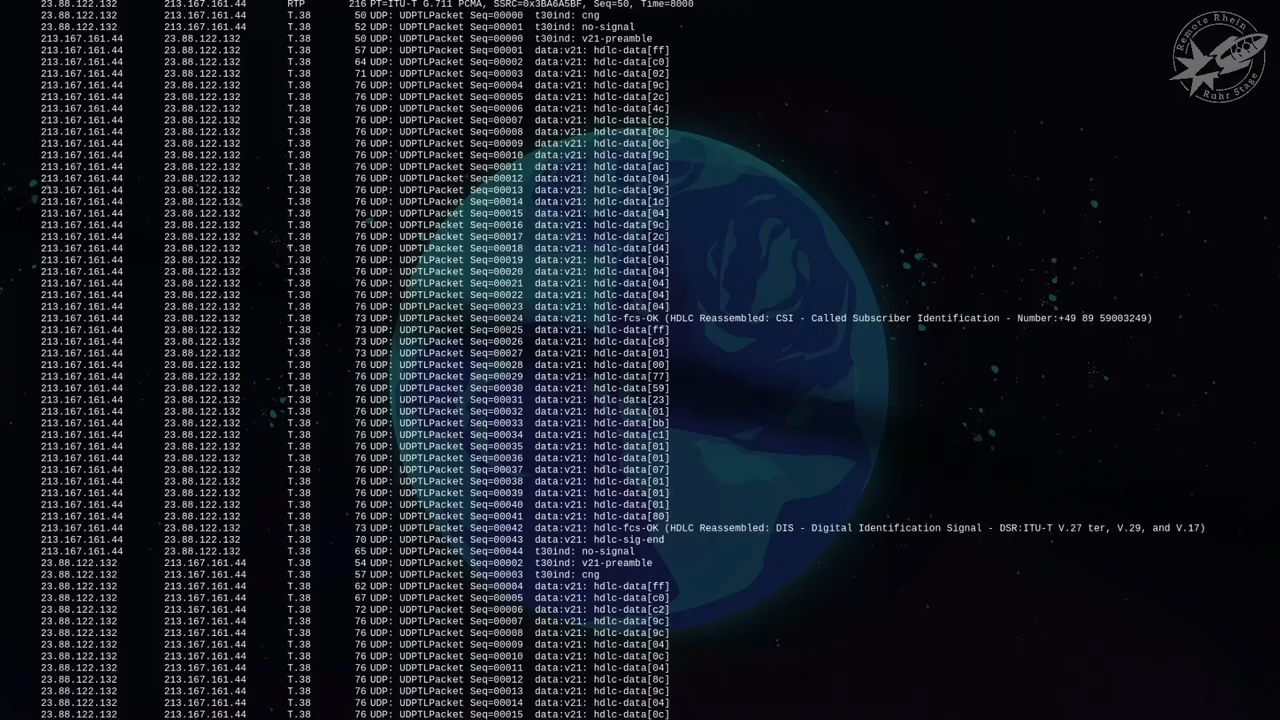 23.88.122.132 213.167.161.44 RTP 216 PT=ITU-T G.711 PCMA, SSRC=0x3BA6A5BF, Seq=50, Time=8000
23.88.122.132 213.167.161.44 T.38 50 UDP: UDPTLPacket Seq=00000 t30ind: cng
23.88.122.132 213.167.161.44 T.38 52 UDP: UDPTLPacket Seq=00001 t30ind: no-signal
213.167.161.44 23.88.122.132 T.38 50 UDP: UDPTLPacket Seq=00000 t30ind: v21-preamble
213.167.161.44 23.88.122.132 T.38 57 UDP: UDPTLPacket Seq=00001 data:v21: hdlc-data[ff]
213.167.161.44 23.88.122.132 T.38 64 UDP: UDPTLPacket Seq=00002 data:v21: hdlc-data[c0]
213.167.161.44 23.88.122.132 T.38 71 UDP: UDPTLPacket Seq=00003 data:v21: hdlc-data[02]
213.167.161.44 23.88.122.132 T.38 76 UDP: UDPTLPacket Seq=00004 data:v21: hdlc-data[9c]
213.167.161.44 23.88.122.132 T.38 76 UDP: UDPTLPacket Seq=00005 data:v21: hdlc-data[2c]
213.167.161.44 23.88.122.132 T.38 76 UDP: UDPTLPacket Seq=00006 data:v21: hdlc-data[4c]
213.167.161.44 23.88.122.132 T.38 76 UDP: UDPTLPacket Seq=00007 data:v21: hdlc-data[cc]
213.167.161.44 23.88.122.132 T.38 76 UDP: UDPTLPacket Seq=00008 data:v21: hdlc-data[0c]
213.167.161.44 23.88.122.132 T.38 76 UDP: UDPTLPacket Seq=00009 data:v21: hdlc-data[0c]
213.167.161.44 23.88.122.132 T.38 76 UDP: UDPTLPacket Seq=00010 data:v21: hdlc-data[9c]
213.167.161.44 23.88.122.132 T.38 76 UDP: UDPTLPacket Seq=00011 data:v21: hdlc-data[ac]
213.167.161.44 23.88.122.132 T.38 76 UDP: UDPTLPacket Seq=00012 data:v21: hdlc-data[04]
213.167.161.44 23.88.122.132 T.38 76 UDP: UDPTLPacket Seq=00013 data:v21: hdlc-data[9c]
213.167.161.44 23.88.122.132 T.38 76 UDP: UDPTLPacket Seq=00014 data:v21: hdlc-data[1c]
213.167.161.44 23.88.122.132 T.38 76 UDP: UDPTLPacket Seq=00015 data:v21: hdlc-data[04]
213.167.161.44 23.88.122.132 T.38 76 UDP: UDPTLPacket Seq=00016 data:v21: hdlc-data[9c]
213.167.161.44 23.88.122.132 T.38 76 UDP: UDPTLPacket Seq=00017 data:v21: hdlc-data[2c]
213.167.161.44 23.88.122.132 T.38 76 UDP: UDPTLPacket Seq=00018 data:v21: hdlc-data[d4]
213.167.161.44 23.88.122.132 T.38 76 UDP: UDPTLPacket Seq=00019 data:v21: hdlc-data[04]
213.167.161.44 23.88.122.132 T.38 76 UDP: UDPTLPacket Seq=00020 data:v21: hdlc-data[04]
213.167.161.44 23.88.122.132 T.38 76 UDP: UDPTLPacket Seq=00021 data:v21: hdlc-data[04]
213.167.161.44 23.88.122.132 T.38 76 UDP: UDPTLPacket Seq=00022 data:v21: hdlc-data[04]
213.167.161.44 23.88.122.132 T.38 76 UDP: UDPTLPacket Seq=00023 data:v21: hdlc-data[04]
213.167.161.44 23.88.122.132 T.38 73 UDP: UDPTLPacket Seq=00024 data:v21: hdlc-fcs-OK (HDLC Reassembled: CSI - Called Subscriber Identification - Number:+49 89 59003249)
213.167.161.44 23.88.122.132 T.38 73 UDP: UDPTLPacket Seq=00025 data:v21: hdlc-data[ff]
213.167.161.44 23.88.122.132 T.38 73 UDP: UDPTLPacket Seq=00026 data:v21: hdlc-data[c8]
213.167.161.44 23.88.122.132 T.38 73 UDP: UDPTLPacket Seq=00027 data:v21: hdlc-data[01]
213.167.161.44 23.88.122.132 T.38 76 UDP: UDPTLPacket Seq=00028 data:v21: hdlc-data[00]
213.167.161.44 23.88.122.132 T.38 76 UDP: UDPTLPacket Seq=00029 data:v21: hdlc-data[77]
213.167.161.44 23.88.122.132 T.38 76 UDP: UDPTLPacket Seq=00030 data:v21: hdlc-data[59]
213.167.161.44 23.88.122.132 T.38 76 UDP: UDPTLPacket Seq=00031 data:v21: hdlc-data[23]
213.167.161.44 23.88.122.132 T.38 76 UDP: UDPTLPacket Seq=00032 data:v21: hdlc-data[01]
213.167.161.44 23.88.122.132 T.38 76 UDP: UDPTLPacket Seq=00033 data:v21: hdlc-data[bb]
213.167.161.44 23.88.122.132 T.38 76 UDP: UDPTLPacket Seq=00034 data:v21: hdlc-data[c1]
213.167.161.44 23.88.122.132 T.38 76 UDP: UDPTLPacket Seq=00035 data:v21: hdlc-data[01]
213.167.161.44 23.88.122.132 T.38 76 UDP: UDPTLPacket Seq=00036 data:v21: hdlc-data[01]
213.167.161.44 23.88.122.132 T.38 76 UDP: UDPTLPacket Seq=00037 data:v21: hdlc-data[07]
213.167.161.44 23.88.122.132 T.38 76 UDP: UDPTLPacket Seq=00038 data:v21: hdlc-data[01]
213.167.161.44 23.88.122.132 T.38 76 UDP: UDPTLPacket Seq=00039 data:v21: hdlc-data[01]
213.167.161.44 23.88.122.132 T.38 76 UDP: UDPTLPacket Seq=00040 data:v21: hdlc-data[01]
213.167.161.44 23.88.122.132 T.38 76 UDP: UDPTLPacket Seq=00041 data:v21: hdlc-data[80]
213.167.161.44 23.88.122.132 T.38 73 UDP: UDPTLPacket Seq=00042 data:v21: hdlc-fcs-OK (HDLC Reassembled: DIS - Digital Identification Signal - DSR:ITU-T V.27 ter, V.29, and V.17)
213.167.161.44 23.88.122.132 T.38 70 UDP: UDPTLPacket Seq=00043 data:v21: hdlc-sig-end
213.167.161.44 23.88.122.132 T.38 65 UDP: UDPTLPacket Seq=00044 t30ind: no-signal
23.88.122.132 213.167.161.44 T.38 54 UDP: UDPTLPacket Seq=00002 t30ind: v21-preamble
23.88.122.132 213.167.161.44 T.38 57 UDP: UDPTLPacket Seq=00003 t30ind: cng
23.88.122.132 213.167.161.44 T.38 62 UDP: UDPTLPacket Seq=00004 data:v21: hdlc-data[ff]
23.88.122.132 213.167.161.44 T.38 67 UDP: UDPTLPacket Seq=00005 data:v21: hdlc-data[c0]
23.88.122.132 213.167.161.44 T.38 72 UDP: UDPTLPacket Seq=00006 data:v21: hdlc-data[c2]
23.88.122.132 213.167.161.44 T.38 76 UDP: UDPTLPacket Seq=00007 data:v21: hdlc-data[9c]
23.88.122.132 213.167.161.44 T.38 76 UDP: UDPTLPacket Seq=00008 data:v21: hdlc-data[9c]
23.88.122.132 213.167.161.44 T.38 76 UDP: UDPTLPacket Seq=00009 data:v21: hdlc-data[04]
23.88.122.132 213.167.161.44 T.38 76 UDP: UDPTLPacket Seq=00010 data:v21: hdlc-data[0c]
23.88.122.132 213.167.161.44 T.38 76 UDP: UDPTLPacket Seq=00011 data:v21: hdlc-data[04]
23.88.122.132 213.167.161.44 T.38 76 UDP: UDPTLPacket Seq=00012 data:v21: hdlc-data[8c]
23.88.122.132 213.167.161.44 T.38 76 UDP: UDPTLPacket Seq=00013 data:v21: hdlc-data[9c]
23.88.122.132 213.167.161.44 T.38 76 UDP: UDPTLPacket Seq=00014 data:v21: hdlc-data[04]
23.88.122.132 213.167.161.44 T.38 76 UDP: UDPTLPacket Seq=00015 data:v21: hdlc-data[0c]
Remote Rhein
Ruhr Stage